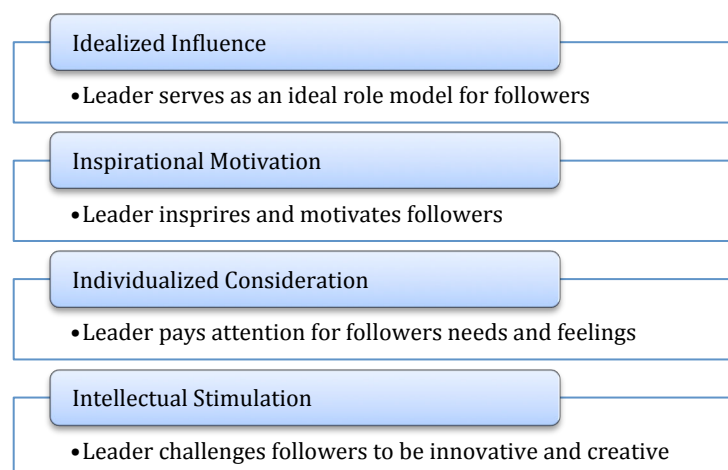 Idealized Influence
•Leader serves as an ideal role model for followers
Inspirational Motivation
•Leader insprires and motivates followers
Individualized Consideration
•Leader pays attention for followers needs and feelings
Intellectual Stimulation
•Leader challenges followers to be innovative and creative